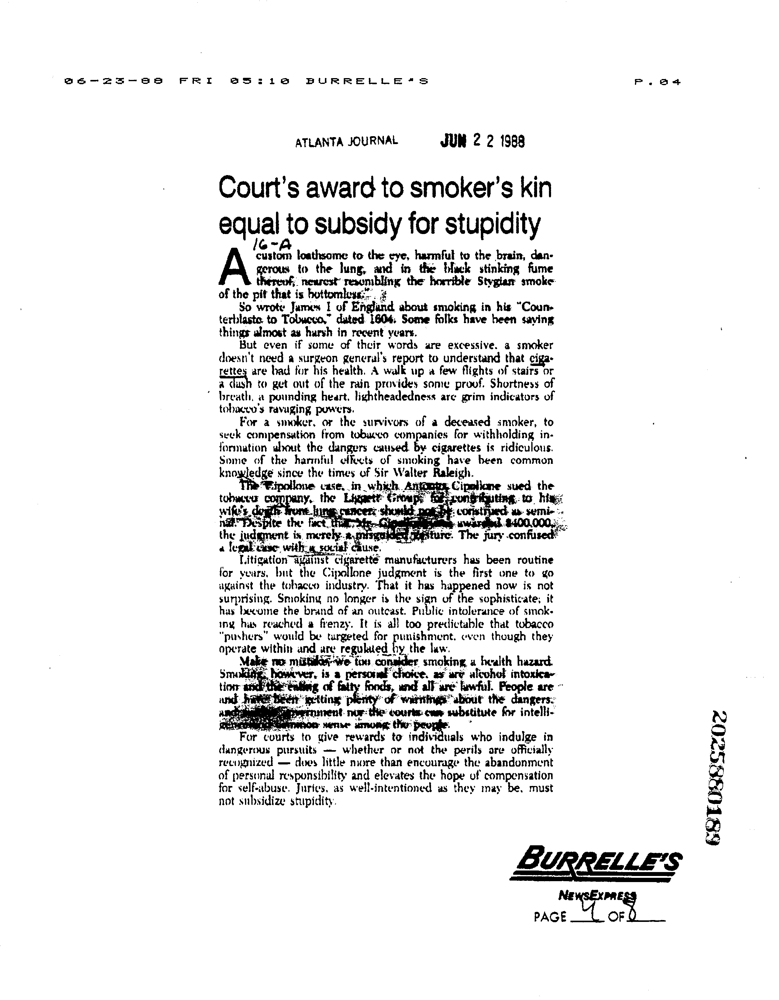 06-23-88 FRI 05:10 BURRELLE'S P.04
ATLANTA JOURNAL JUN 2 2 1988
Court's award to smoker's kin
equal to subsidy for stupidity
16-A
A custom loathsome to the eye, harmful to the brain, dan-
gerous to the lung, and in the black stinking fume
thereof, nearest resembling the horrible Stygian smoke
of the pit that is bottomless."
So wrote James I of England about smoking in his "Coun-
terblaste to Tobacco," dated 1604. Some folks have been saying
things almost as harsh in recent years.
But even if some of their words are excessive, a smoker
doesn't need a surgeon general's report to understand that ciga-
rettes are bad for his health. A walk up a few flights of stairs or
a dash to get out of the rain provides some proof. Shortness of
breath, a pounding heart, lightheadedness are grim indicators of
tobacco's ravaging powers.
For a smoker, or the survivors of a deceased smoker, to
seek compensation from tobacco companies for withholding in-
formation about the dangers caused by cigarettes is ridiculous.
Some of the harmful effects of smoking have been common
knowledge since the times of Sir Walter Raleigh.
The Cipollone case, in which Antonio Cipollone sued the
tobacco company, the Liggett Group, for contributing to his
wife's death from lung cancer, should not be construed as semi-
nal. Despite the fact that Mr. Cipollone was awarded $400,000,
the judgment is merely a misguided gesture. The jury confused
a legal case with a social cause.
Litigation against cigarette manufacturers has been routine
for years, but the Cipollone judgment is the first one to go
against the tobacco industry. That it has happened now is not
surprising. Smoking no longer is the sign of the sophisticate; it
has become the brand of an outcast. Public intolerance of smok-
ing has reached a frenzy. It is all too predictable that tobacco
"pushers" would be targeted for punishment, even though they
operate within and are regulated by the law.
Make no mistake, we too consider smoking a health hazard.
Smoking, however, is a personal choice, as are alcohol intoxica-
tion and the eating of fatty foods, and all are lawful. People are
and have been getting plenty of warnings about the dangers,
and government nor the courts can substitute for intelli-
common sense among the people.
For courts to give rewards to individuals who indulge in
dangerous pursuits — whether or not the perils are officially
recognized — does little more than encourage the abandonment
of personal responsibility and elevates the hope of compensation
for self-abuse. Juries, as well-intentioned as they may be, must
not subsidize stupidity.
2025880189
BURRELLE'S
NEWSEXPRESS
PAGE 4 OF 8